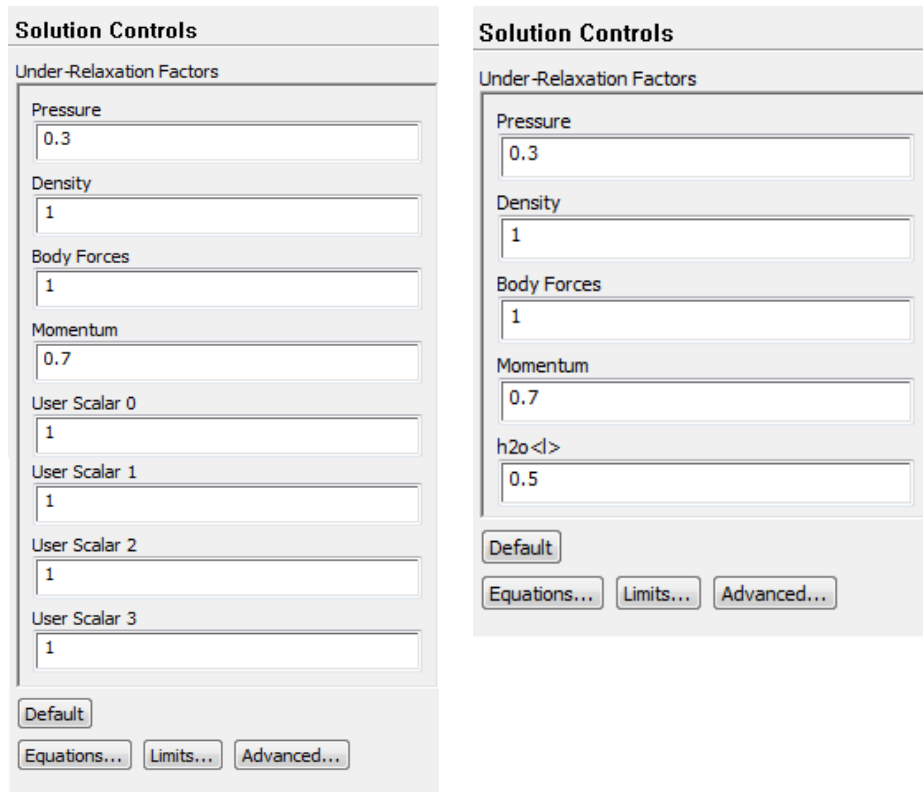 Solution Controls
Under-Relaxation Factors
Pressure
0.3
Density
1
Body Forces
1
Momentum
0.7
User Scalar 0
1
User Scalar 1
1
User Scalar 2
1
User Scalar 3
1
Default
Equations... Limits... Advanced...
Solution Controls
Under-Relaxation Factors
Pressure
0.3
Density
1
Body Forces
1
Momentum
0.7
h2o<l>
0.5
Default
Equations... Limits... Advanced...